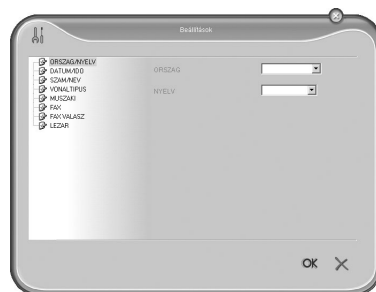 Beállítások
ORSZAG/NYELV
DATUM/IDO
SZAM/NEV
VONALTIPUS
MUSZAKI
FAX
FAX VALASZ
LEZAR
ORSZAG
NYELV
OK